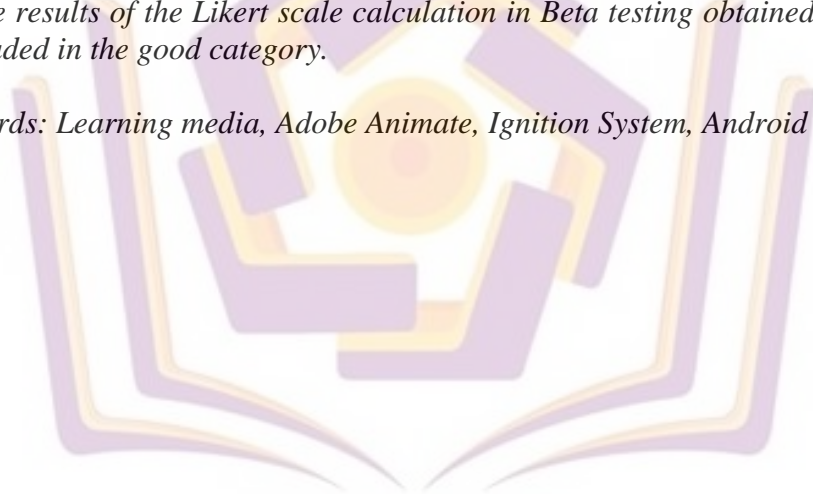 e results of the Likert scale calculation in Beta testing obtained
ded in the good category.
rds: Learning media, Adobe Animate, Ignition System, Android